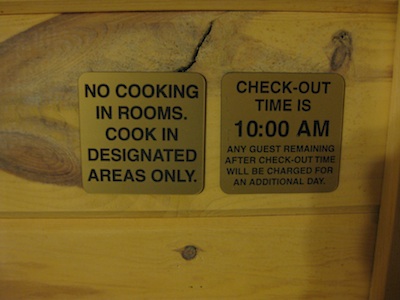 NO COOKING
IN ROOMS.
COOK IN
DESIGNATED
AREAS ONLY.
CHECK-OUT
TIME IS
10:00 AM
ANY GUEST REMAINING
AFTER CHECK-OUT TIME
WILL BE CHARGED FOR
AN ADDITIONAL DAY.